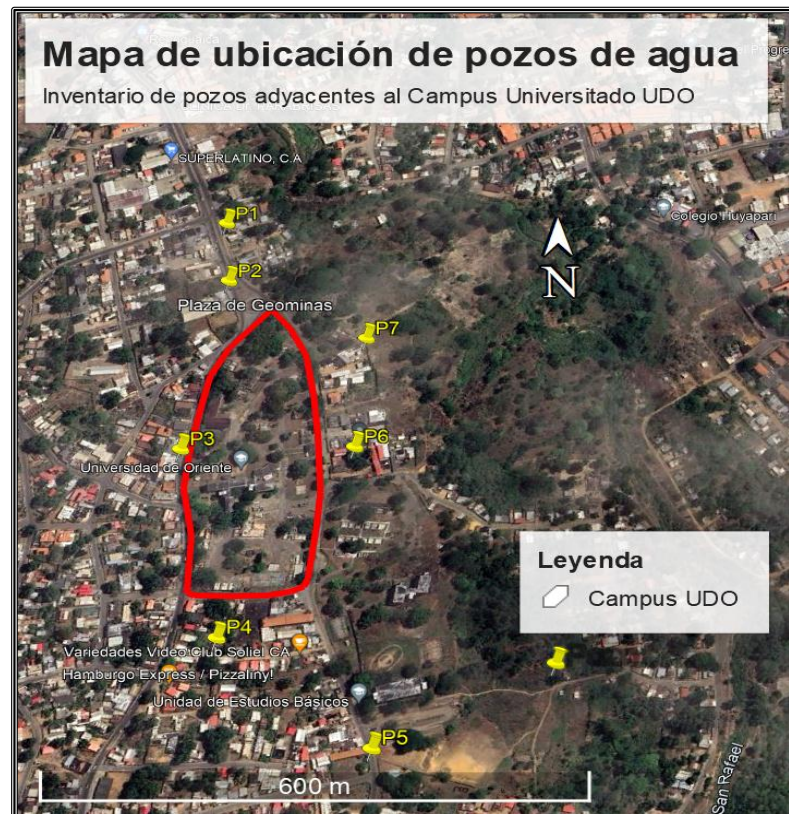 Mapa de ubicación de pozos de agua
Inventario de pozos adyacentes al Campus Universitado UDO
SÚPERLATINO, C.A
P1
Colegio Huyapari
P2
N
Plaza de Geominas
P7
P3
P6
Universidad de Oriente
Leyenda
Campus UDO
P4
Variedades Video Club Soliel CA
Hamburgo Express / Pizzaliny!
Unidad de Estudios Básicos
P5
600 m
San Rafael